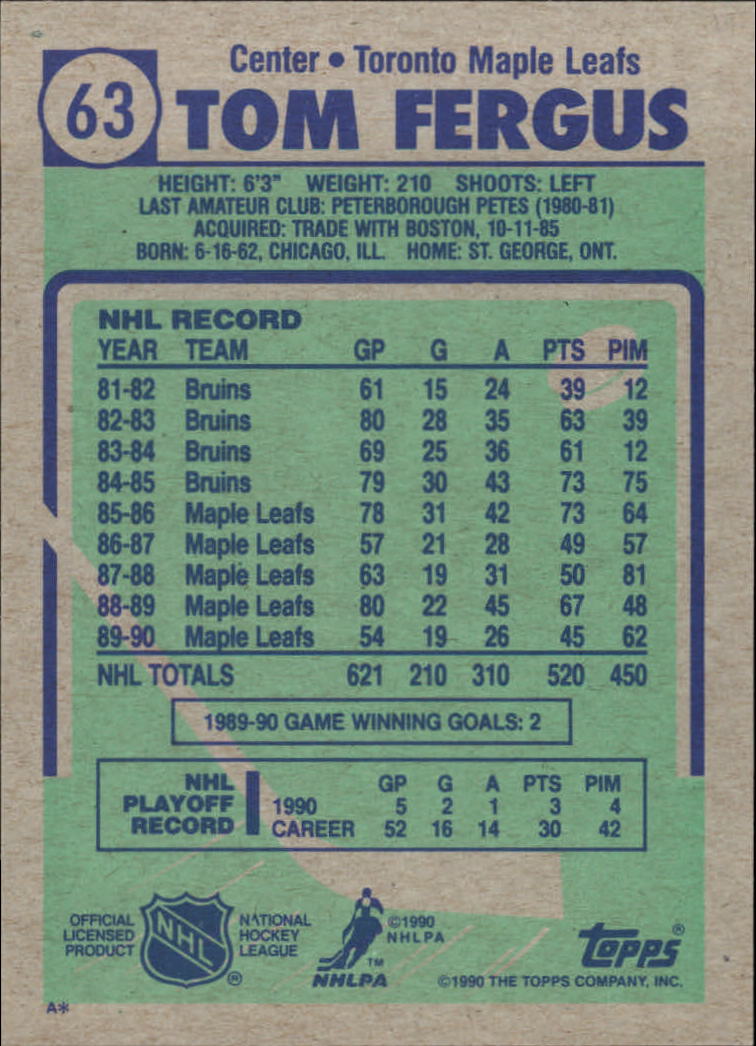 63
Center • Toronto Maple Leafs
TOM FERGUS
HEIGHT: 6'3" WEIGHT: 210 SHOOTS: LEFT
LAST AMATEUR CLUB: PETERBOROUGH PETES (1980-81)
ACQUIRED: TRADE WITH BOSTON, 10-11-85
BORN: 6-16-62, CHICAGO, ILL. HOME: ST. GEORGE, ONT.
NHL RECORD
YEAR TEAM GP G A PTS PIM
81-82 Bruins 61 15 24 39 12
82-83 Bruins 80 28 35 63 39
83-84 Bruins 69 25 36 61 12
84-85 Bruins 79 30 43 73 75
85-86 Maple Leafs 78 31 42 73 64
86-87 Maple Leafs 57 21 28 49 57
87-88 Maple Leafs 63 19 31 50 81
88-89 Maple Leafs 80 22 45 67 48
89-90 Maple Leafs 54 19 26 45 62
NHL TOTALS 621 210 310 520 450
1989-90 GAME WINNING GOALS: 2
NHL PLAYOFF RECORD
GP G A PTS PIM
1990 5 2 1 3 4
CAREER 52 16 14 30 42
OFFICIAL
LICENSED
PRODUCT
NHL
®
NATIONAL
HOCKEY
LEAGUE
©1990
NHLPA
TM
NHLPA
topps®
©1990 THE TOPPS COMPANY, INC.
A*